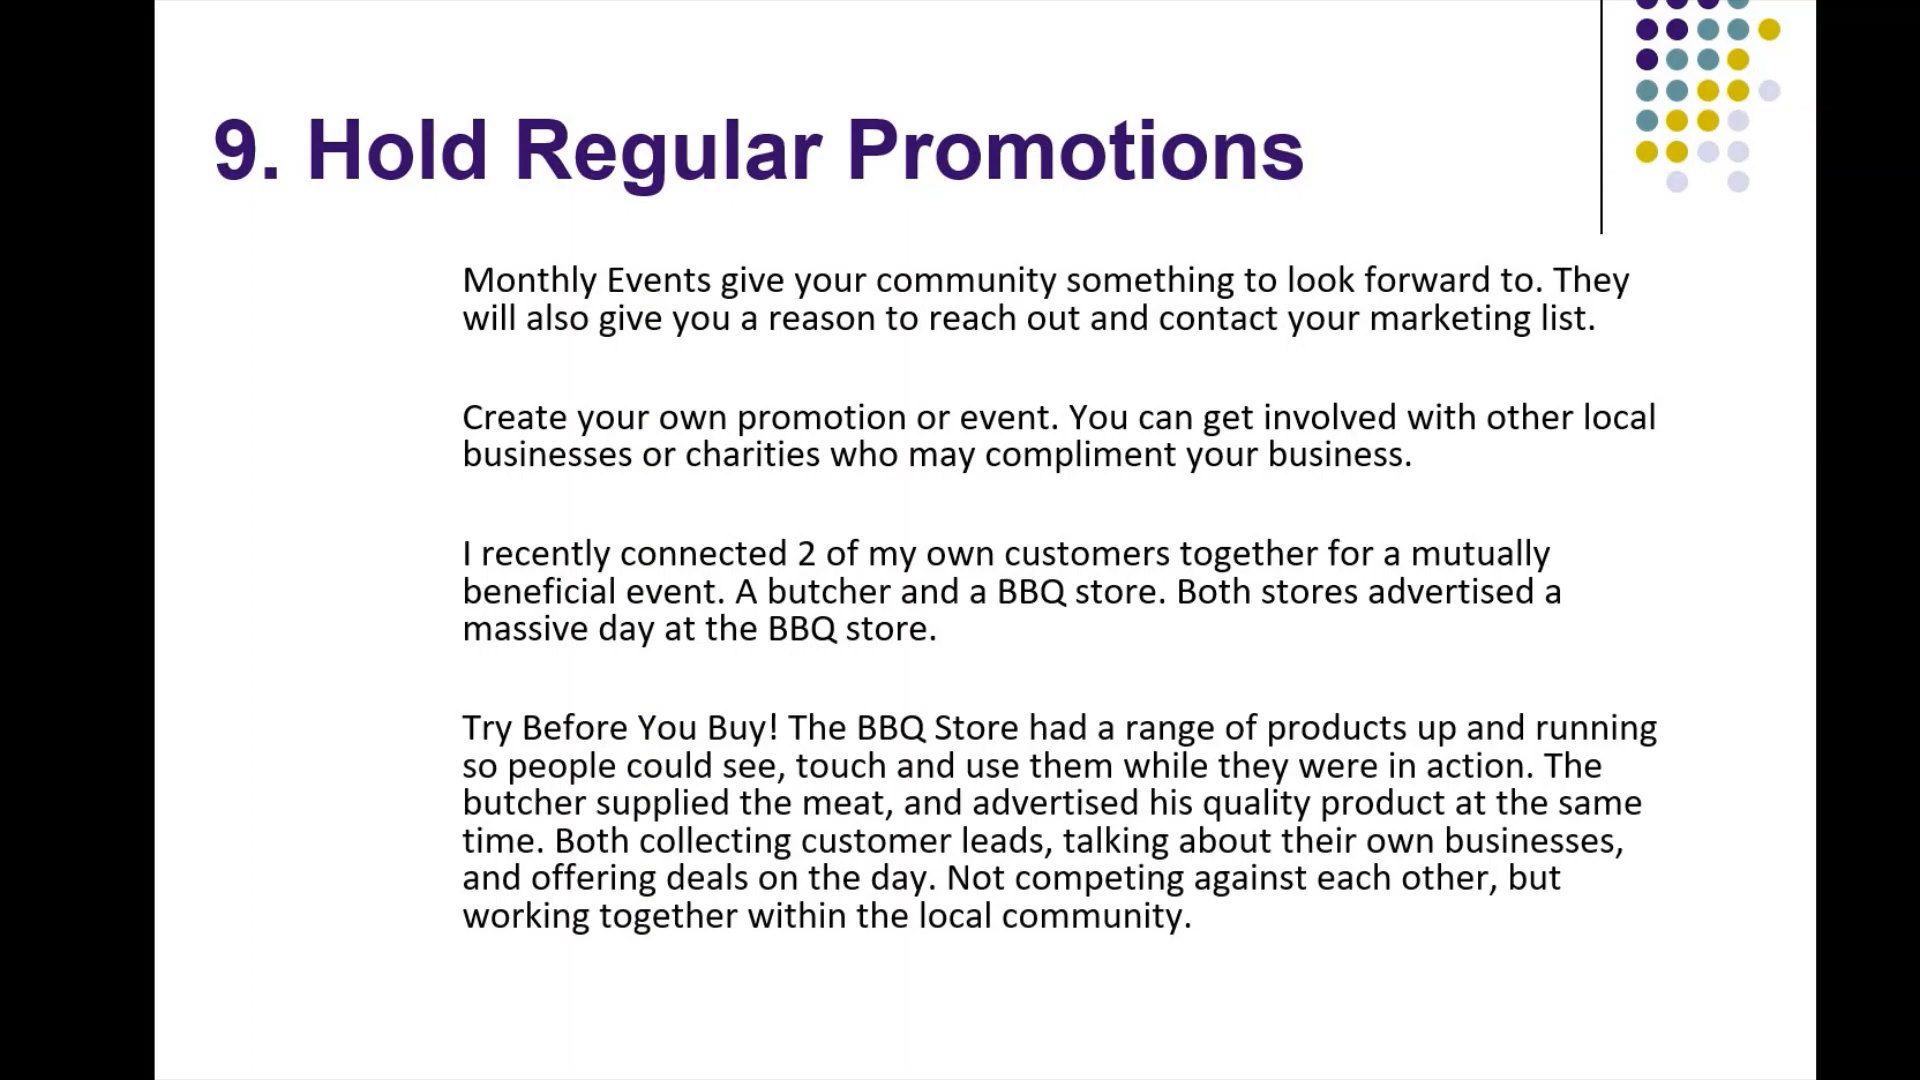 9. Hold Regular Promotions
Monthly Events give your community something to look forward to. They
will also give you a reason to reach out and contact your marketing list.
Create your own promotion or event. You can get involved with other local
businesses or charities who may compliment your business.
I recently connected 2 of my own customers together for a mutually
beneficial event. A butcher and a BBQ store. Both stores advertised a
massive day at the BBQ store.
Try Before You Buy! The BBQ Store had a range of products up and running
so people could see, touch and use them while they were in action. The
butcher supplied the meat, and advertised his quality product at the same
time. Both collecting customer leads, talking about their own businesses,
and offering deals on the day. Not competing against each other, but
working together within the local community.